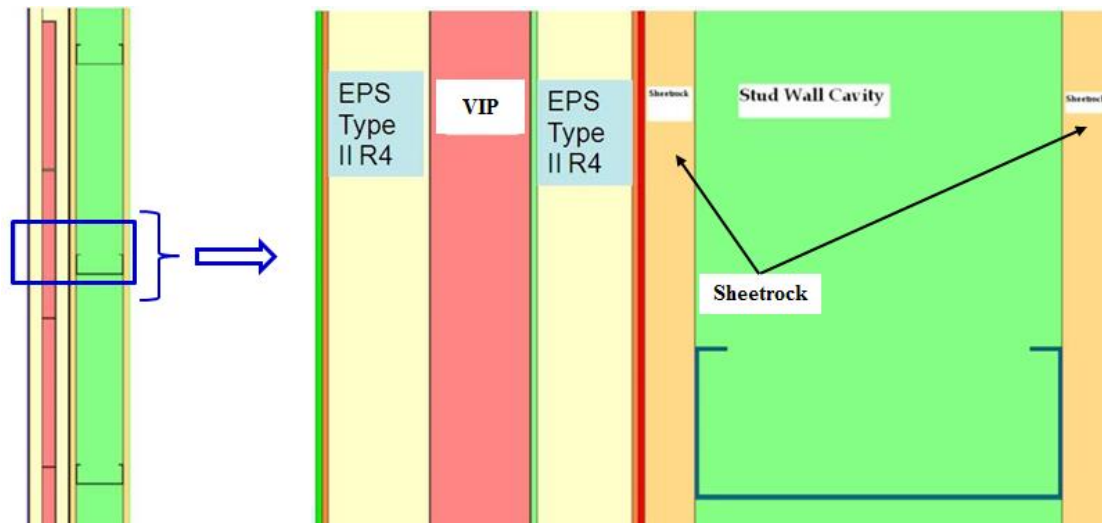 EPS
Type
II R4
VIP
EPS
Type
II R4
Sheetrock
Stud Wall Cavity
Sheetrock
Sheetrock